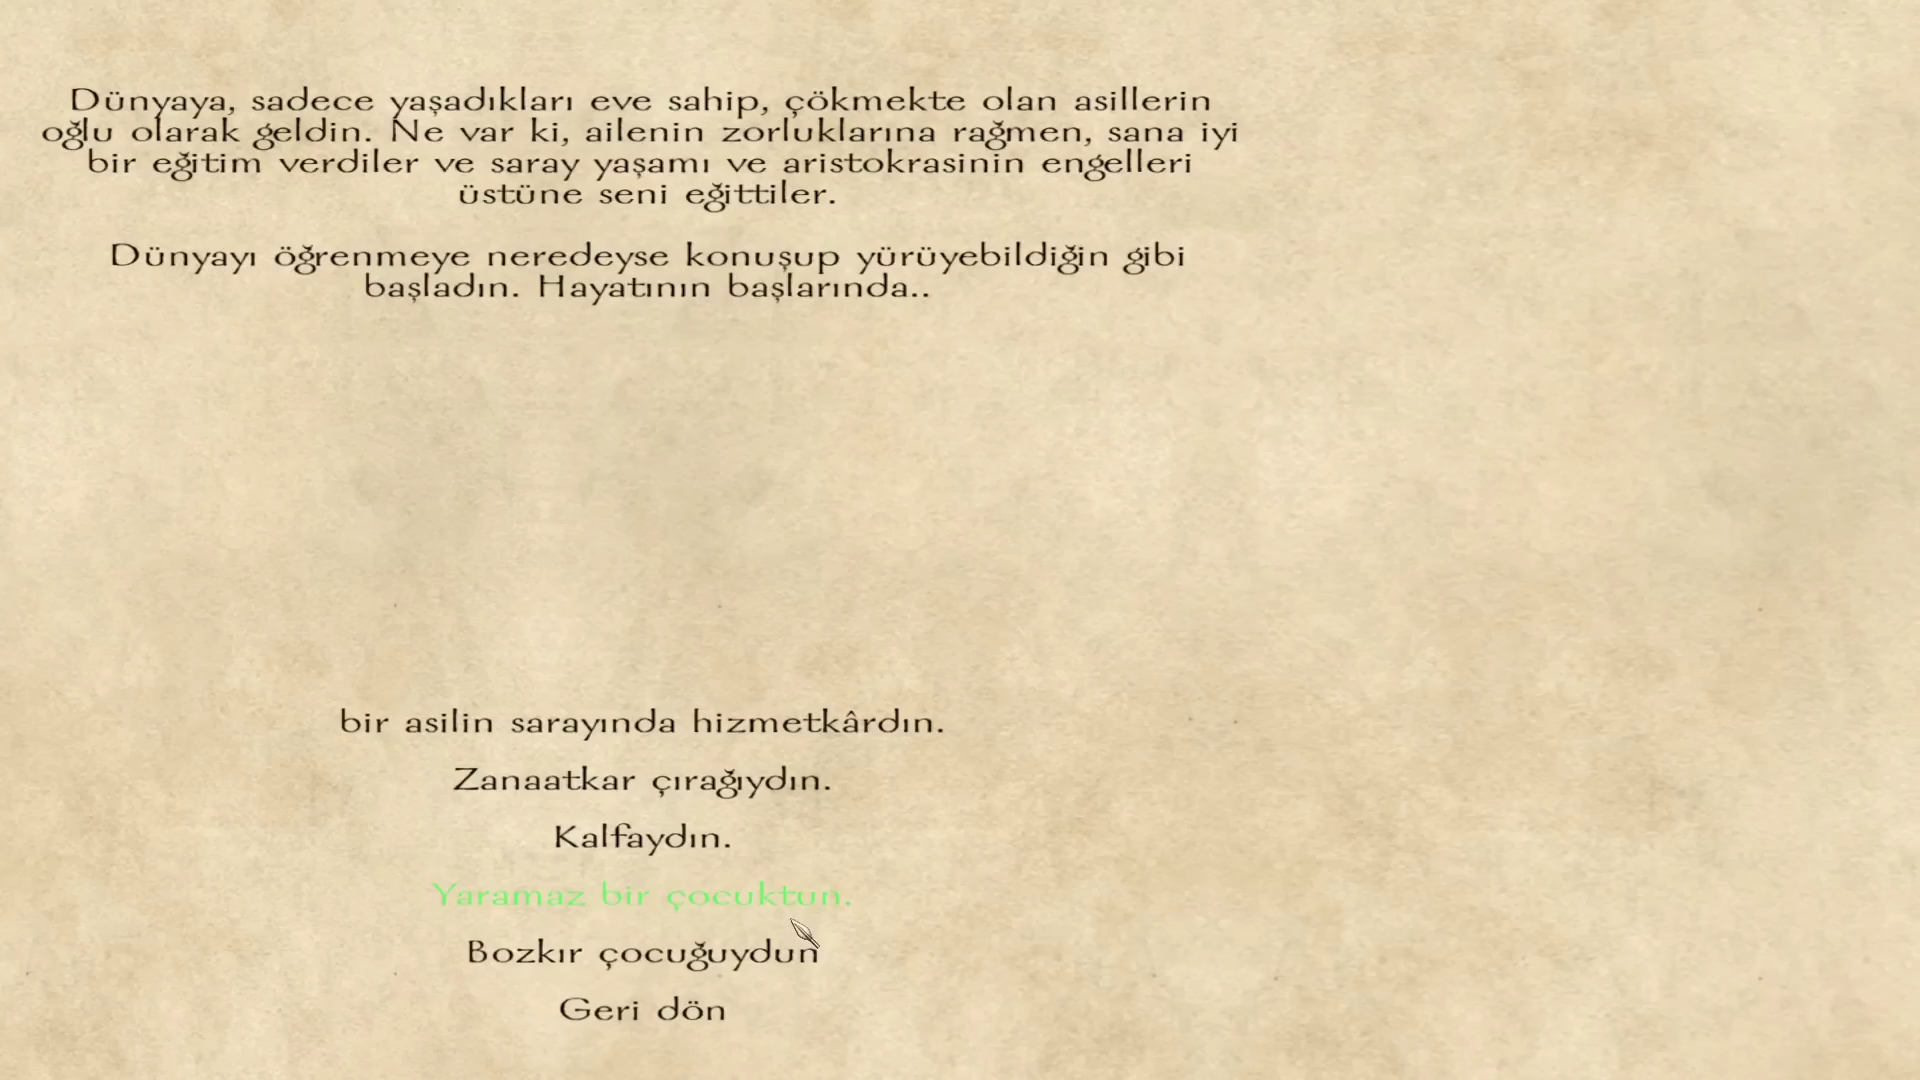 Dünyaya, sadece yaşadıkları eve sahip, çökmekte olan asillerin
oğlu olarak geldin. Ne var ki, ailenin zorluklarına rağmen, sana iyi
bir eğitim verdiler ve saray yaşamı ve aristokrasinin engelleri
üstüne seni eğittiler.
Dünyayı öğrenmeye neredeyse konuşup yürüyebildiğin gibi
başladın. Hayatının başlarında..
bir asilin sarayında hizmetkârdın.
Zanaatkar çırağıydın.
Kalfaydın.
Yaramaz bir çocuktun.
Bozkır çocuğuydun
Geri dön